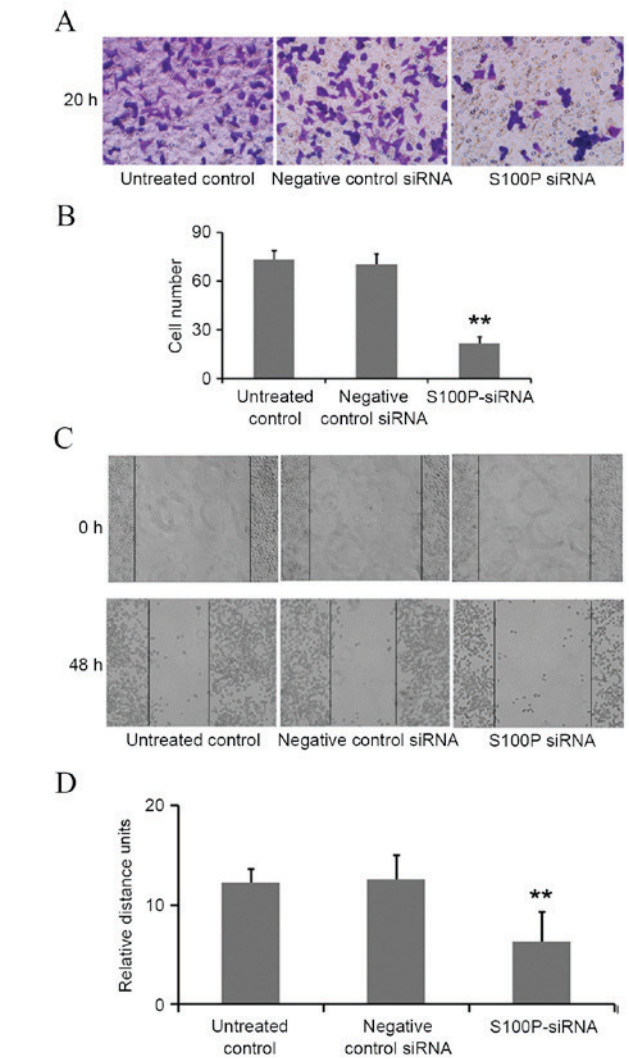 A
20 h
Untreated control Negative control siRNA S100P siRNA
B
Cell number
90
60
30
0
**
Untreated control
Negative control siRNA
S100P-siRNA
C
0 h
48 h
Untreated control Negative control siRNA S100P siRNA
D
Relative distance units
20
10
0
**
Untreated control
Negative control siRNA
S100P-siRNA